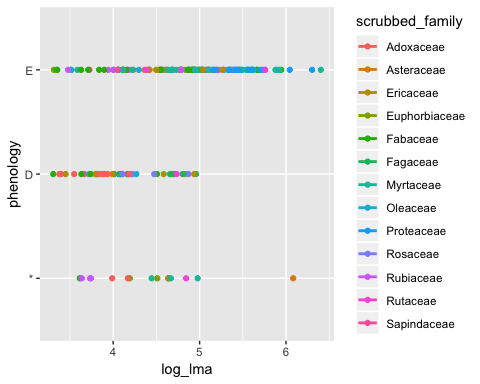 scrubbed_family
Adoxaceae
Asteraceae
Ericaceae
Euphorbiaceae
Fabaceae
Fagaceae
Myrtaceae
Oleaceae
Proteaceae
Rosaceae
Rubiaceae
Rutaceae
Sapindaceae
phenology
E
D
*
4 5 6
log_lma